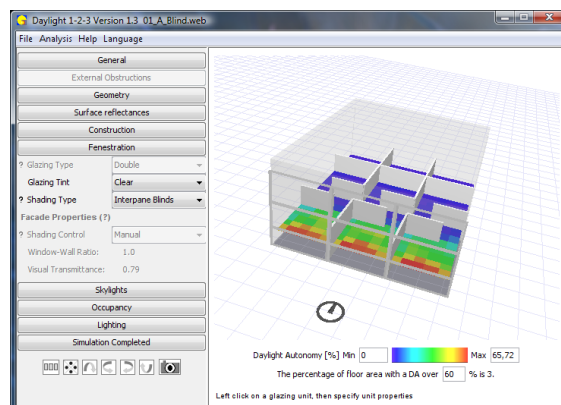 Daylight 1-2-3 Version 1.3 01_A_Blind.web
File Analysis Help Language
General
External Obstructions
Geometry
Surface reflectances
Construction
Fenestration
? Glazing Type Double
Glazing Tint Clear
? Shading Type Interpane Blinds
Facade Properties (?)
? Shading Control Manual
Window-Wall Ratio: 1.0
Visual Transmittance: 0.79
Skylights
Occupancy
Lighting
Simulation Completed
Daylight Autonomy [%] Min 0 Max 65,72
The percentage of floor area with a DA over 60 % is 3.
Left click on a glazing unit, then specify unit properties